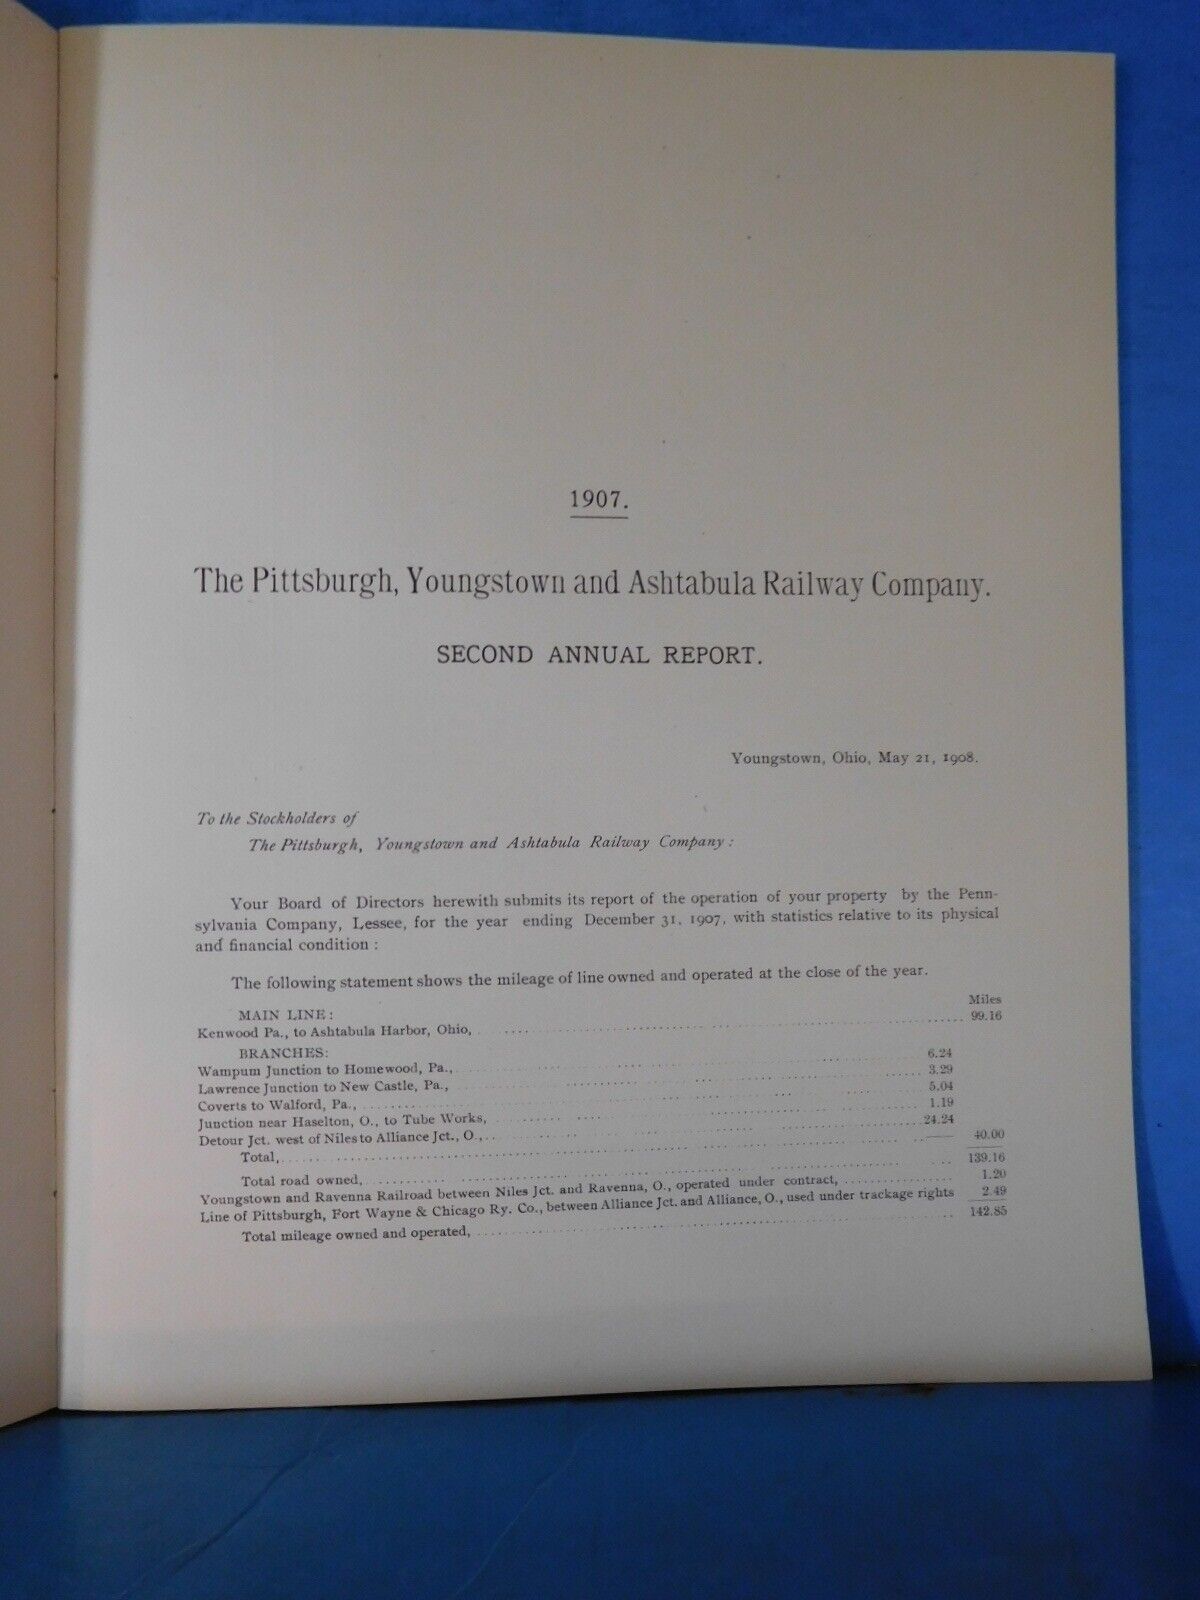 1907.
The Pittsburgh, Youngstown and Ashtabula Railway Company.
SECOND ANNUAL REPORT.
Youngstown, Ohio, May 21, 1908.
To the Stockholders of
The Pittsburgh, Youngstown and Ashtabula Railway Company:
Your Board of Directors herewith submits its report of the operation of your property by the Penn-
sylvania Company, Lessee, for the year ending December 31, 1907, with statistics relative to its physical
and financial condition:
The following statement shows the mileage of line owned and operated at the close of the year.
Miles
MAIN LINE:
Kenwood Pa., to Ashtabula Harbor, Ohio, 99.16
BRANCHES:
Wampum Junction to Homewood, Pa., 6.24
Lawrence Junction to New Castle, Pa., 3.29
Coverts to Walford, Pa., 5.04
Junction near Haselton, O., to Tube Works, 1.19
Detour Jct. west of Niles to Alliance Jct., O., 24.24
Total, 40.00
Total road owned, 139.16
Youngstown and Ravenna Railroad between Niles Jct. and Ravenna, O., operated under contract, 1.20
Line of Pittsburgh, Fort Wayne & Chicago Ry. Co., between Alliance Jct. and Alliance, O., used under trackage rights 2.49
Total mileage owned and operated, 142.85